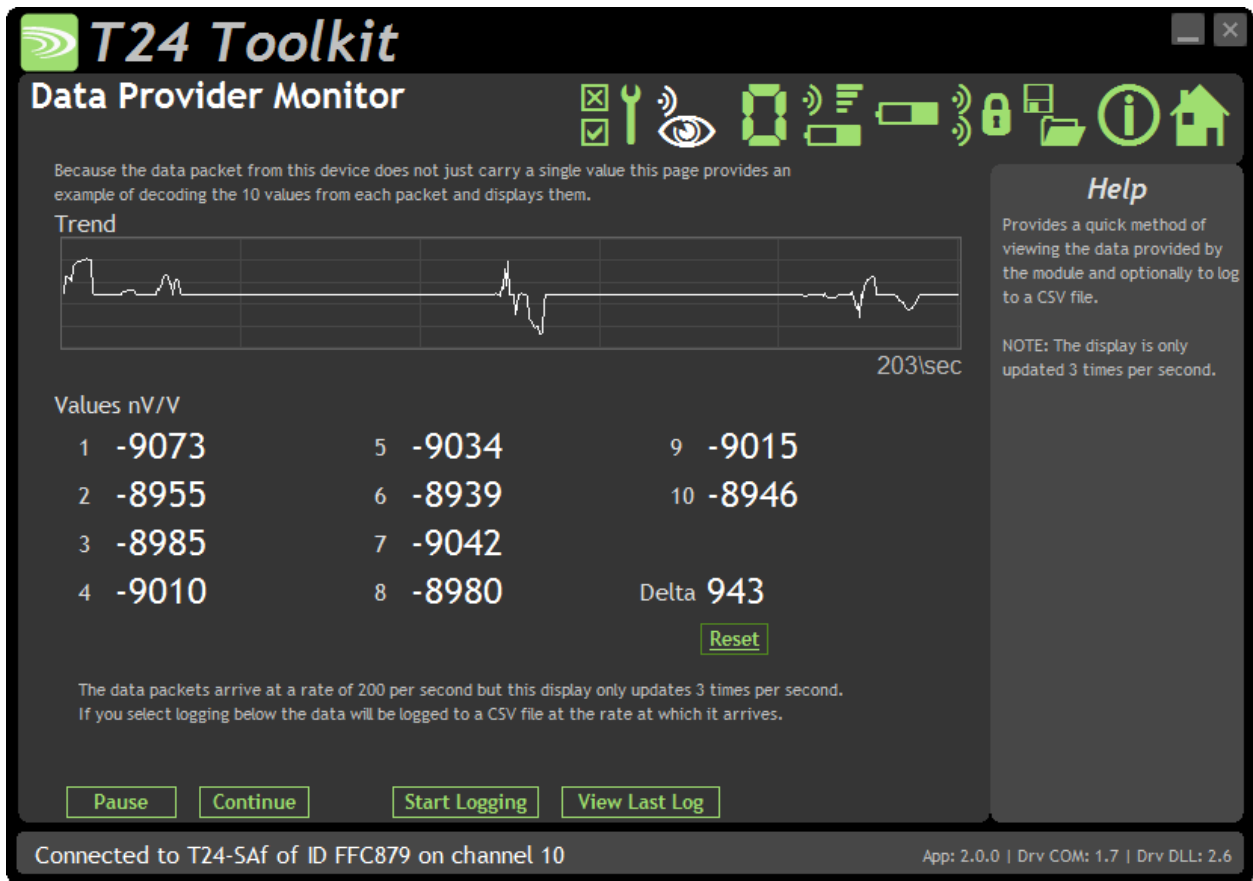 T24 Toolkit
Data Provider Monitor
Because the data packet from this device does not just carry a single value this page provides an
example of decoding the 10 values from each packet and displays them.
Trend
203\sec
Values nV/V
1 -9073 5 -9034 9 -9015
2 -8955 6 -8939 10 -8946
3 -8985 7 -9042
4 -9010 8 -8980 Delta 943
Reset
The data packets arrive at a rate of 200 per second but this display only updates 3 times per second.
If you select logging below the data will be logged to a CSV file at the rate at which it arrives.
Pause Continue Start Logging View Last Log
Help
Provides a quick method of
viewing the data provided by
the module and optionally to log
to a CSV file.
NOTE: The display is only
updated 3 times per second.
Connected to T24-SAf of ID FFC879 on channel 10
App: 2.0.0 | Drv COM: 1.7 | Drv DLL: 2.6